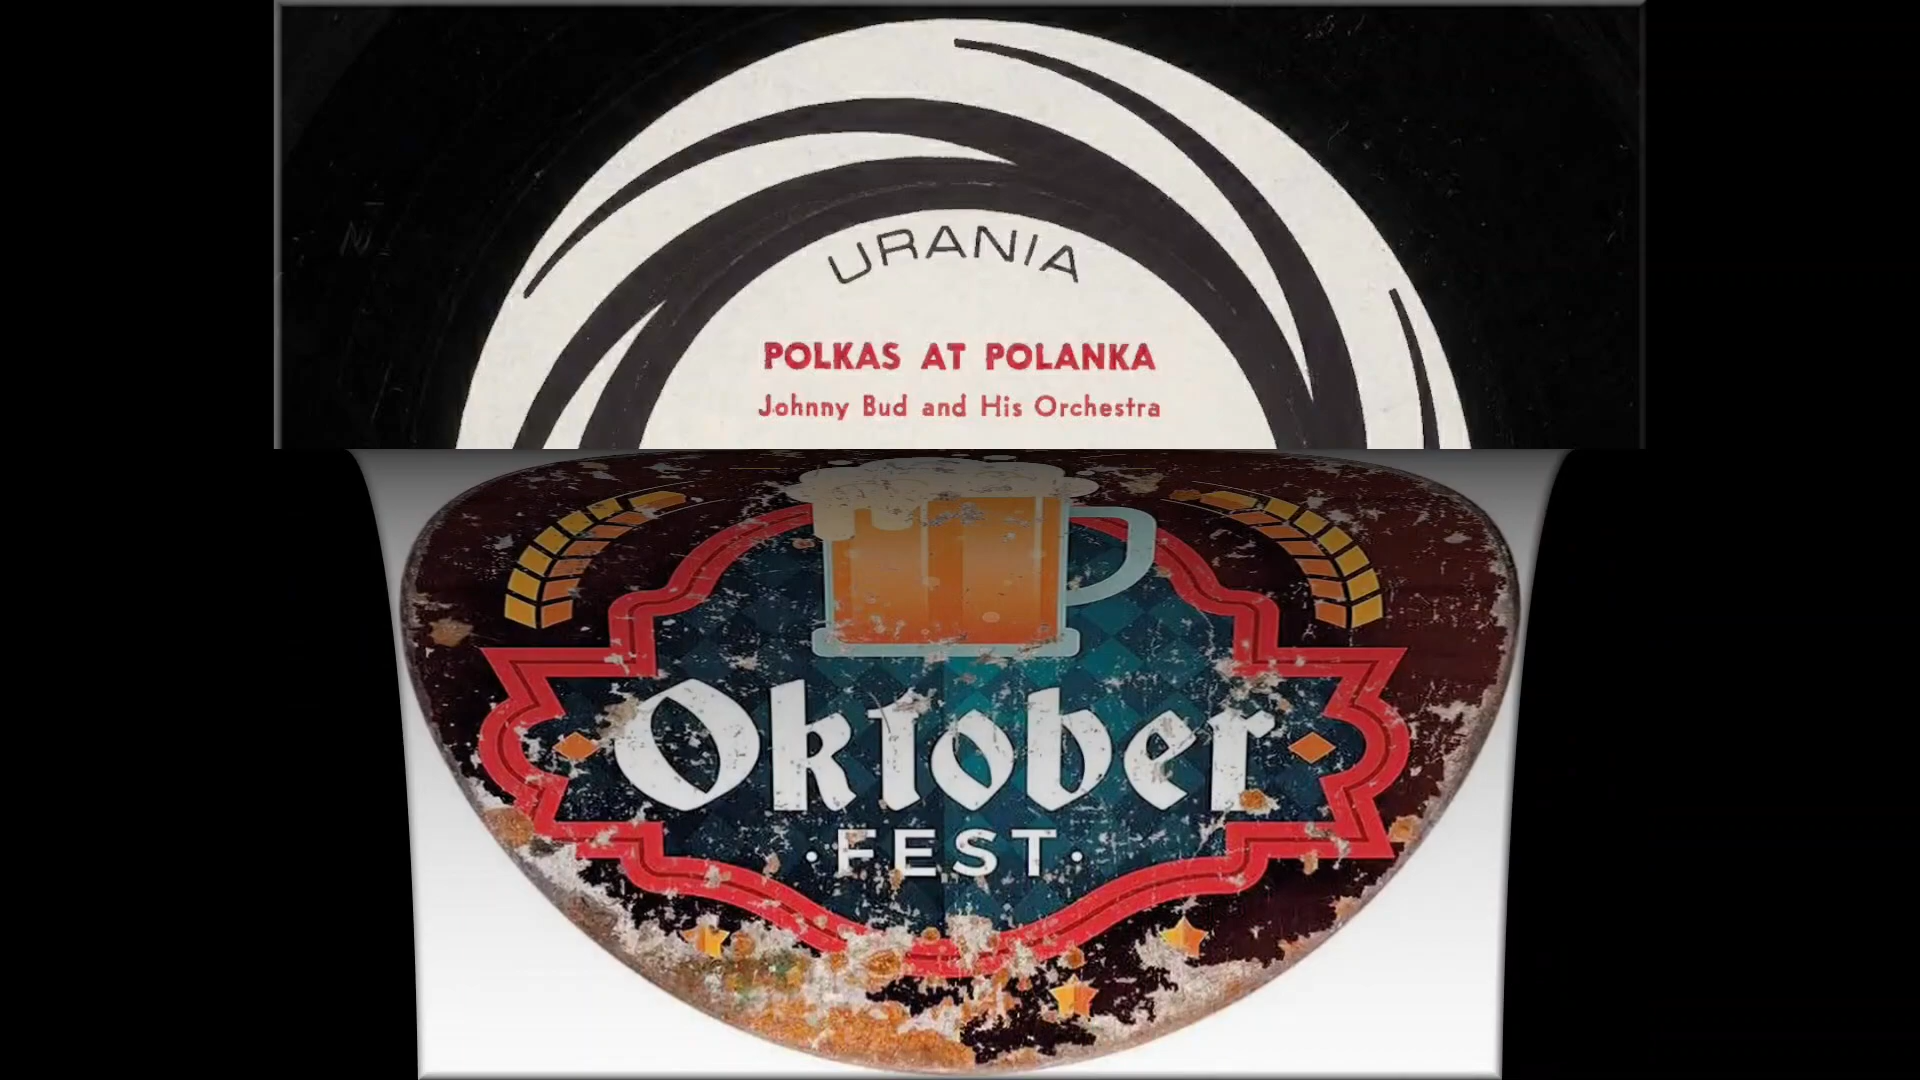 URANIA
POLKAS AT POLANKA
Johnny Bud and His Orchestra
Oktober
·FEST·